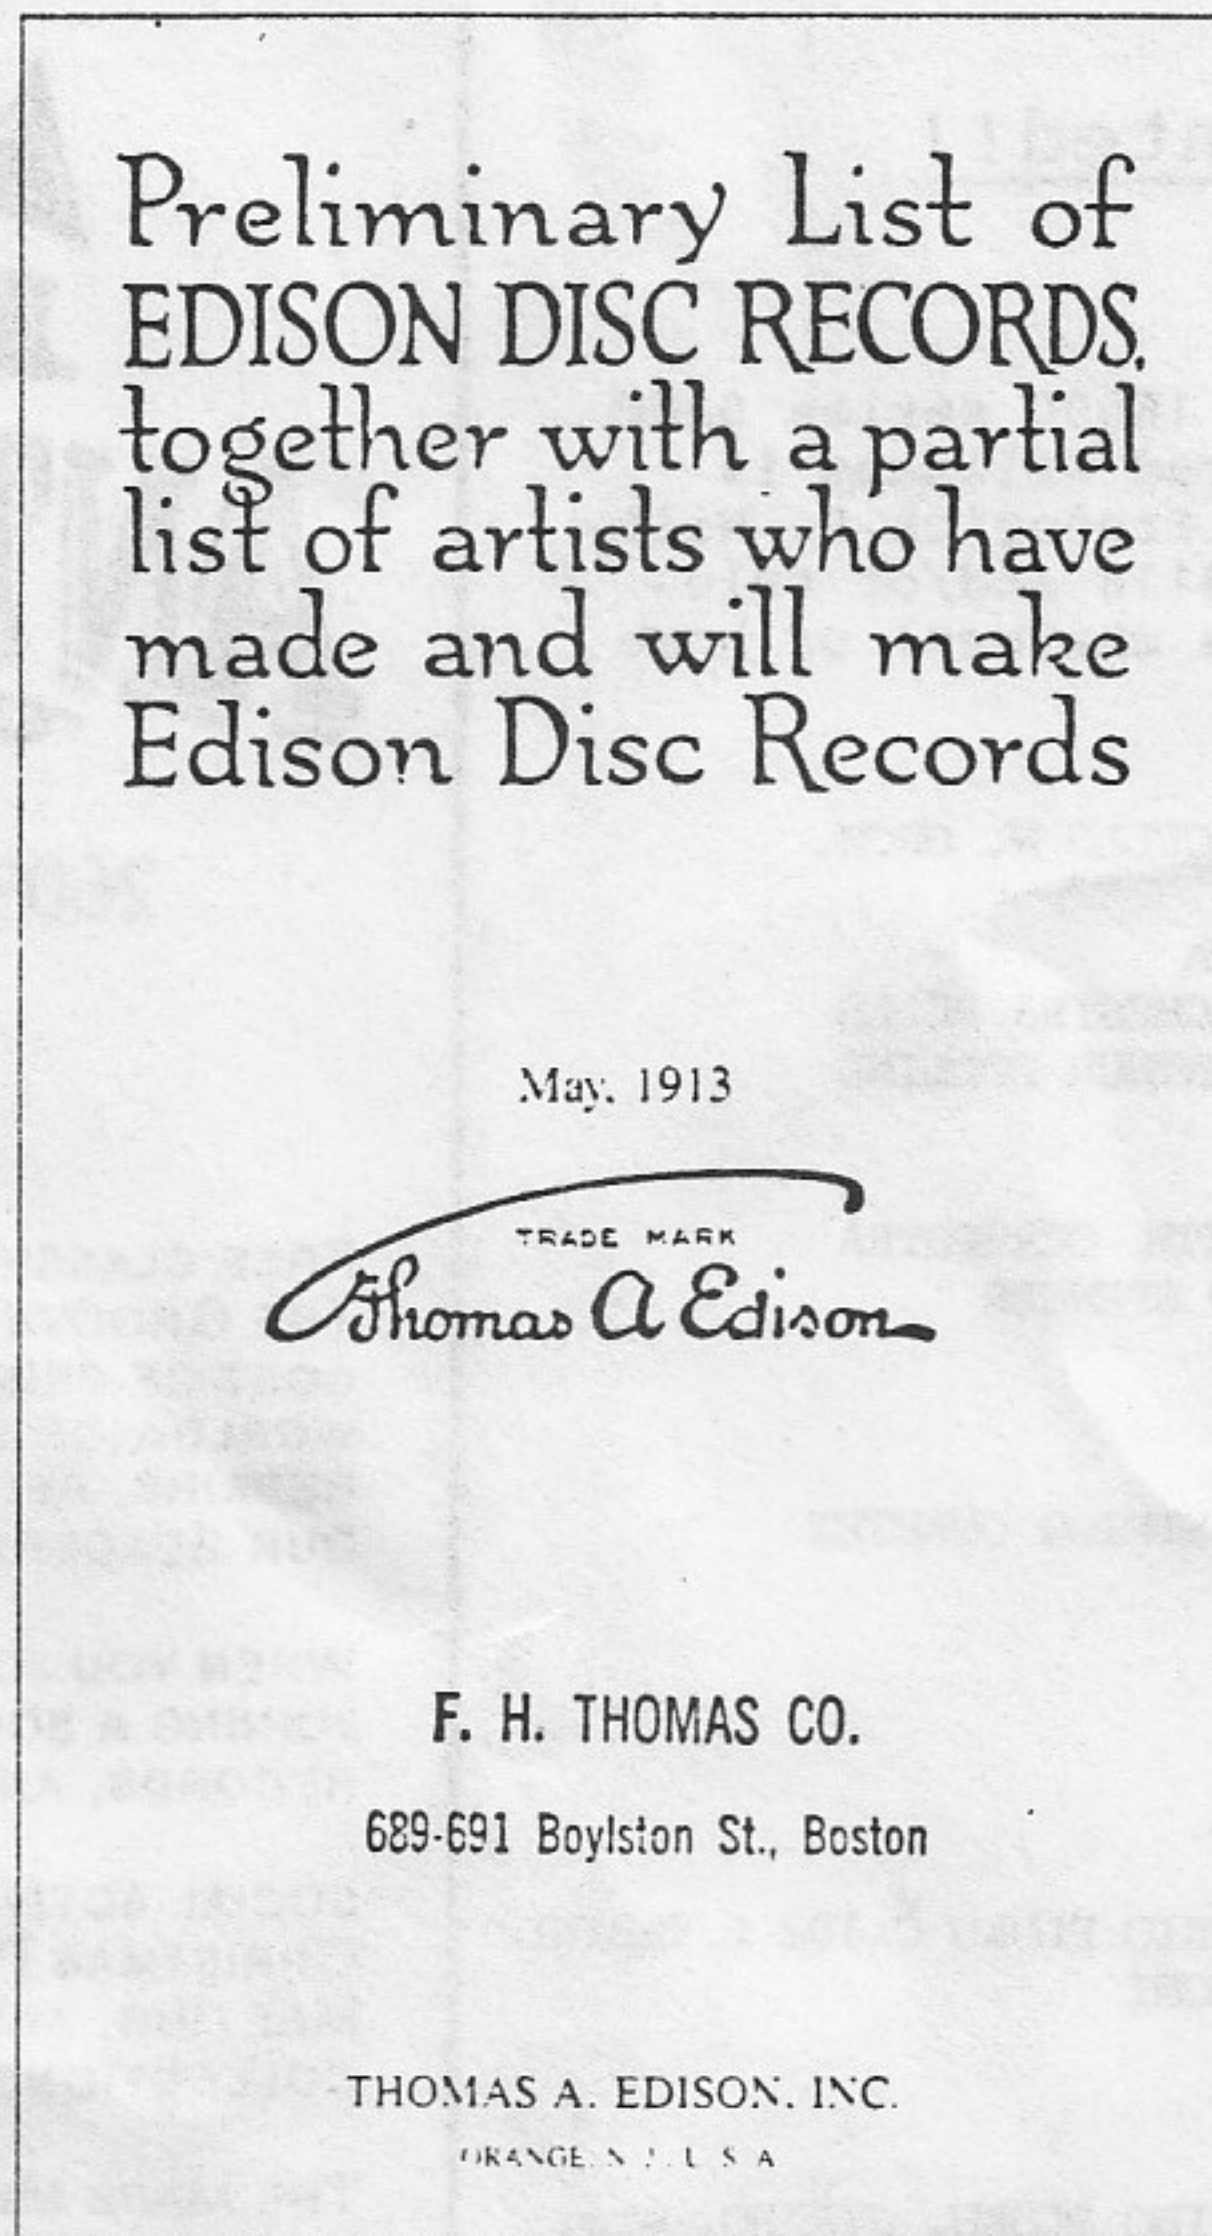 Preliminary List of
EDISON DISC RECORDS,
together with a partial
list of artists who have
made and will make
Edison Disc Records
May, 1913
TRADE MARK
Thomas A Edison
F. H. THOMAS CO.
689-691 Boylston St., Boston
THOMAS A. EDISON, INC.
ORANGE, N. J., U. S. A.